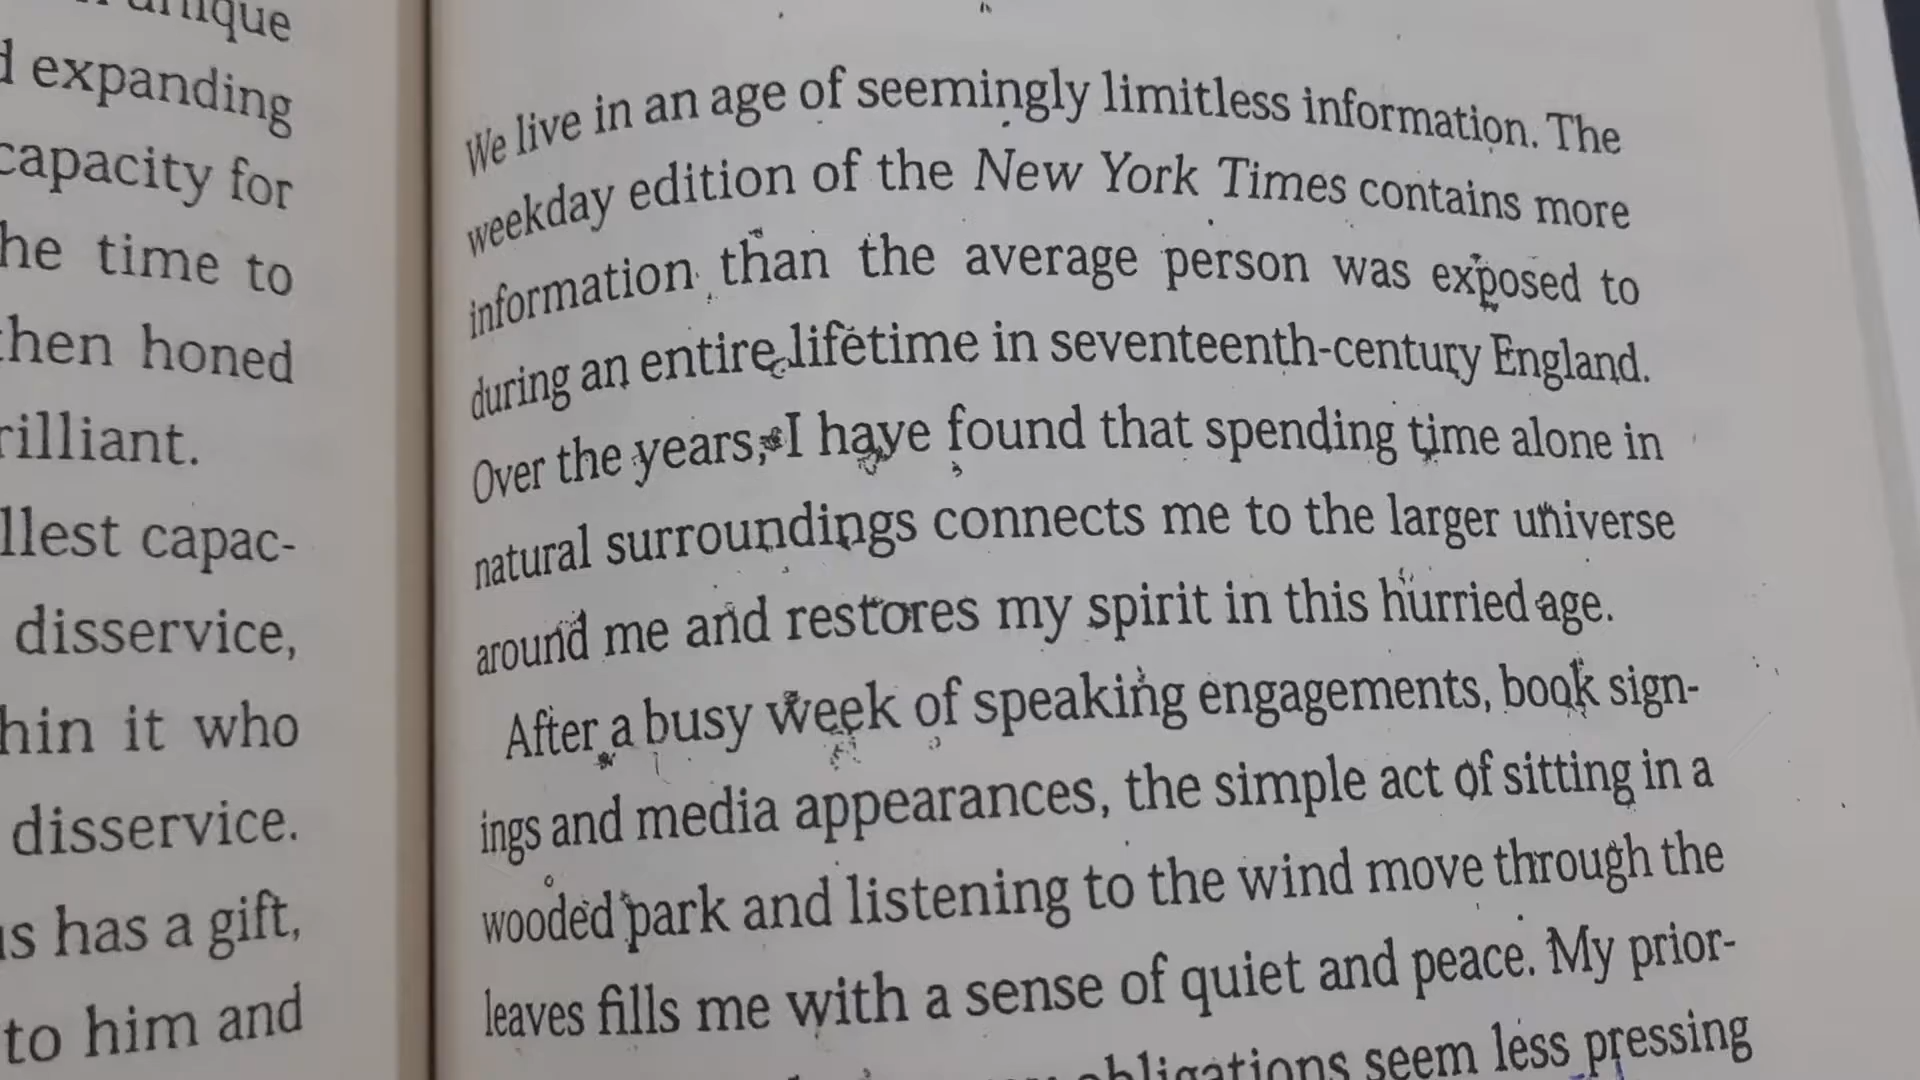 expanding
capacity for
time to
honed
capac-
disservice,
it who
disservice.
has a gift,
to him and
We live in an age of seemingly limitless information. The
weekday edition of the New York Times contains more
information than the average person was exposed to
during an entire lifetime in seventeenth-century England.
Over the years, I have found that spending time alone in
natural surroundings connects me to the larger universe
around me and restores my spirit in this hurried age.
After a busy week of speaking engagements, book sign-
ings and media appearances, the simple act of sitting in a
wooded park and listening to the wind move through the
leaves fills me with a sense of quiet and peace. My prior-
obligations seem less pressing